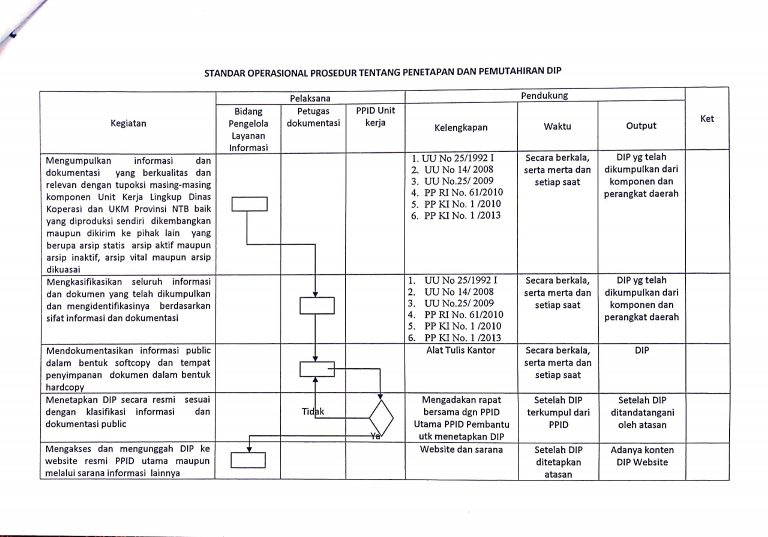 STANDAR OPERASIONAL PROSEDUR TENTANG PENETAPAN DAN PEMUTAHIRAN DIP
Kegiatan
Pelaksana
Pendukung
Ket
Bidang
Pengelola
Layanan
Informasi
Petugas
dokumentasi
PPID Unit
kerja
Kelengkapan
Waktu
Output
Mengumpulkan informasi dan
dokumentasi yang berkualitas dan
relevan dengan tupoksi masing-masing
komponen Unit Kerja Lingkup Dinas
Koperasi dan UKM Provinsi NTB baik
yang diproduksi sendiri dikembangkan
maupun dikirim ke pihak lain yang
berupa arsip statis arsip aktif maupun
arsip inaktif, arsip vital maupun arsip
dikuasai
1. UU No 25/1992 I
2. UU No 14/ 2008
3. UU No.25/ 2009
4. PP RI No. 61/2010
5. PP KI No. 1 /2010
6. PP KI No. 1 /2013
Secara berkala,
serta merta dan
setiap saat
DIP yg telah
dikumpulkan dari
komponen dan
perangkat daerah
Mengkasifikasikan seluruh informasi
dan dokumen yang telah dikumpulkan
dan mengidentifikasinya berdasarkan
sifat informasi dan dokumentasi
1. UU No 25/1992 I
2. UU No 14/ 2008
3. UU No.25/ 2009
4. PP RI No. 61/2010
5. PP KI No. 1 /2010
6. PP KI No. 1 /2013
Secara berkala,
serta merta dan
setiap saat
DIP yg telah
dikumpulkan dari
komponen dan
perangkat daerah
Mendokumentasikan informasi public
dalam bentuk softcopy dan tempat
penyimpanan dokumen dalam bentuk
hardcopy
Alat Tulis Kantor
Secara berkala,
serta merta dan
setiap saat
DIP
Menetapkan DIP secara resmi sesuai
dengan klasifikasi informasi dan
dokumentasi public
Tidak
Ya
Mengadakan rapat
bersama dgn PPID
Utama PPID Pembantu
utk menetapkan DIP
Setelah DIP
terkumpul dari
PPID
Setelah DIP
ditandatangani
oleh atasan
Mengakses dan mengunggah DIP ke
website resmi PPID utama maupun
melalui sarana informasi lainnya
Website dan sarana
Setelah DIP
ditetapkan
atasan
Adanya konten
DIP Website